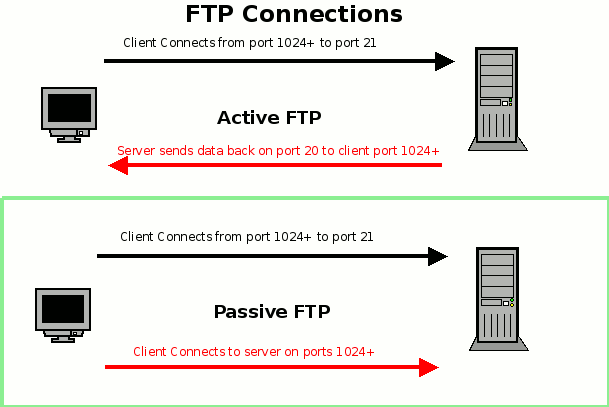 FTP Connections
Client Connects from port 1024+ to port 21
Active FTP
Server sends data back on port 20 to client port 1024+
Client Connects from port 1024+ to port 21
Passive FTP
Client Connects to server on ports 1024+